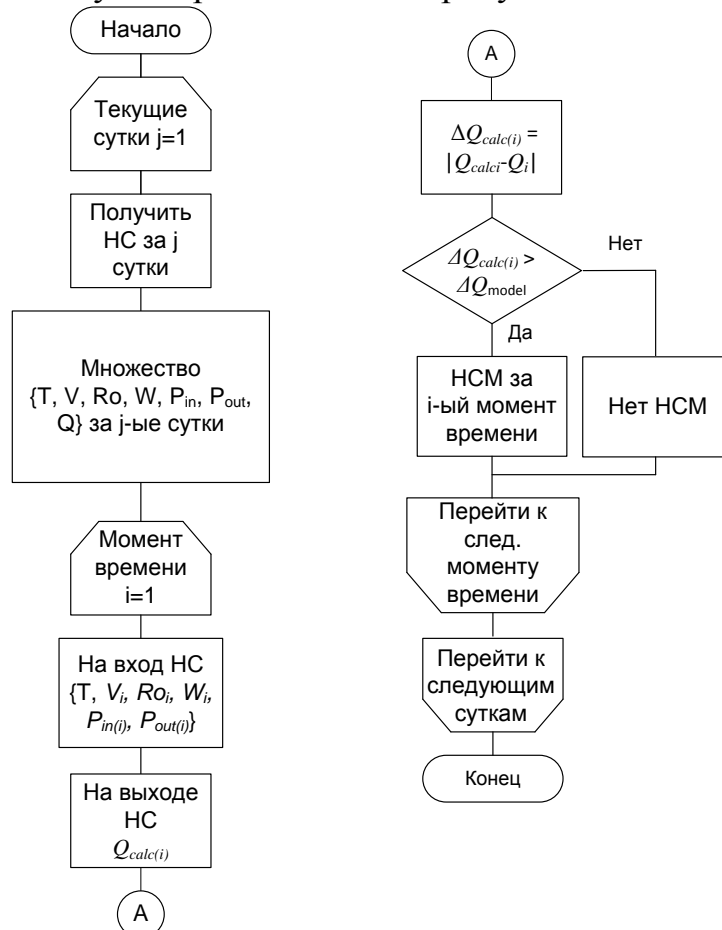 Начало
Текущие
сутки j=1
Получить
НС за j
сутки
Множество
{T, V, Ro, W, Pin, Pout,
Q} за j-ые сутки
Момент
времени
i=1
На вход НС
{T, Vi, Roi, Wi,
Pin(i), Pout(i)}
На выходе
НС
Qcalc(i)
А
А
ΔQcalc(i) =
|Qcalci-Qi|
ΔQcalc(i) >
ΔQmodel
Нет
Да
НСМ за
i-ый момент
времени
Нет НСМ
Перейти к
след.
моменту
времени
Перейти к
следующим
суткам
Конец